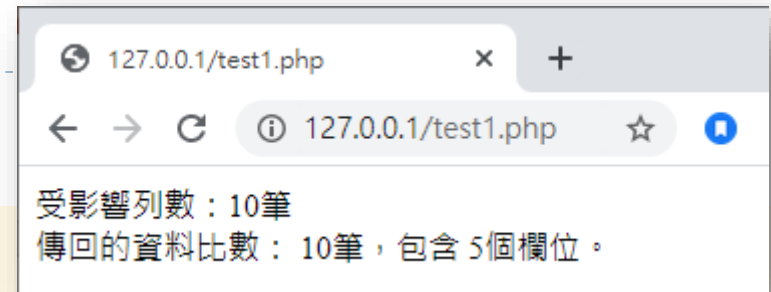 127.0.0.1/test1.php
127.0.0.1/test1.php
受影響列數：10筆
傳回的資料比數： 10筆，包含 5個欄位。